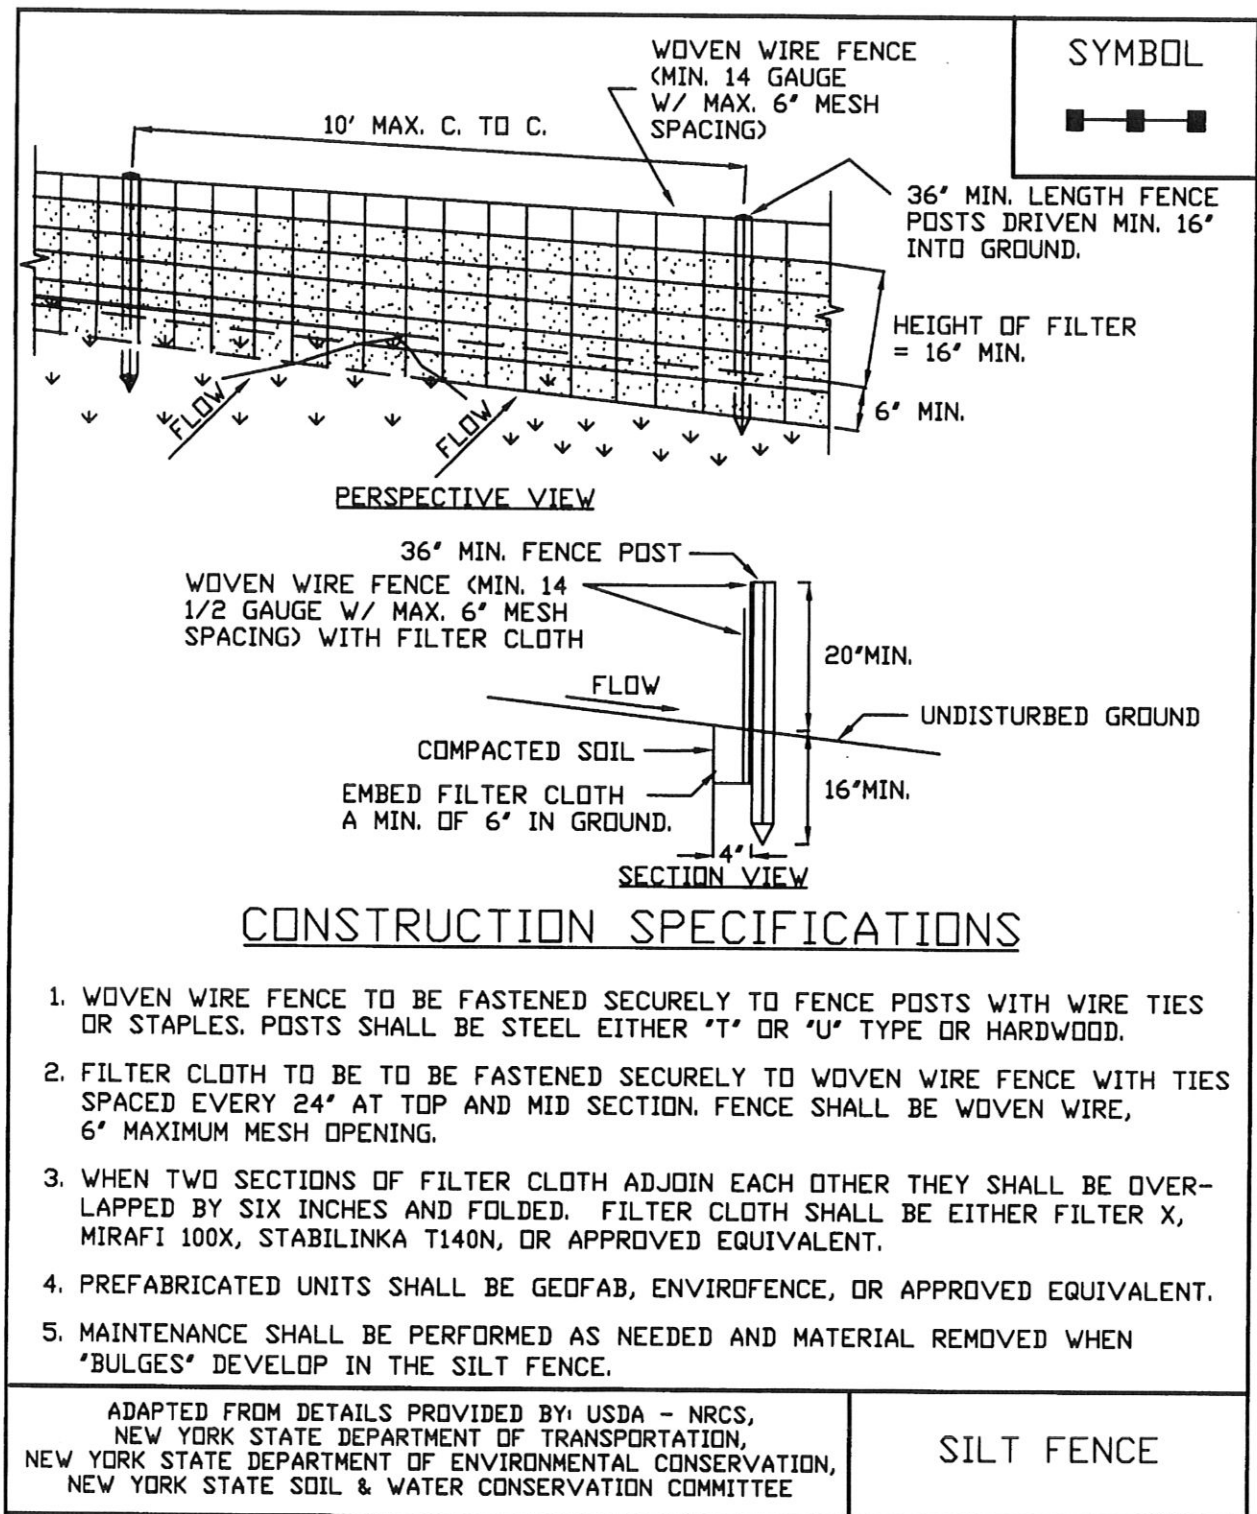 WOVEN WIRE FENCE
(MIN. 14 GAUGE
W/ MAX. 6" MESH
SPACING)
SYMBOL
10' MAX. C. TO C.
36" MIN. LENGTH FENCE
POSTS DRIVEN MIN. 16"
INTO GROUND.
HEIGHT OF FILTER
= 16" MIN.
6" MIN.
FLOW
FLOW
PERSPECTIVE VIEW
36" MIN. FENCE POST
WOVEN WIRE FENCE (MIN. 14
1/2 GAUGE W/ MAX. 6" MESH
SPACING) WITH FILTER CLOTH
20"MIN.
FLOW
UNDISTURBED GROUND
COMPACTED SOIL
EMBED FILTER CLOTH
A MIN. OF 6" IN GROUND.
16"MIN.
4"
SECTION VIEW
CONSTRUCTION SPECIFICATIONS
1. WOVEN WIRE FENCE TO BE FASTENED SECURELY TO FENCE POSTS WITH WIRE TIES
OR STAPLES. POSTS SHALL BE STEEL EITHER "T" OR "U" TYPE OR HARDWOOD.
2. FILTER CLOTH TO BE TO BE FASTENED SECURELY TO WOVEN WIRE FENCE WITH TIES
SPACED EVERY 24" AT TOP AND MID SECTION. FENCE SHALL BE WOVEN WIRE,
6" MAXIMUM MESH OPENING.
3. WHEN TWO SECTIONS OF FILTER CLOTH ADJOIN EACH OTHER THEY SHALL BE OVER-
LAPPED BY SIX INCHES AND FOLDED. FILTER CLOTH SHALL BE EITHER FILTER X,
MIRAFI 100X, STABILINKA T140N, OR APPROVED EQUIVALENT.
4. PREFABRICATED UNITS SHALL BE GEOFAB, ENVIROFENCE, OR APPROVED EQUIVALENT.
5. MAINTENANCE SHALL BE PERFORMED AS NEEDED AND MATERIAL REMOVED WHEN
"BULGES" DEVELOP IN THE SILT FENCE.
ADAPTED FROM DETAILS PROVIDED BY: USDA - NRCS,
NEW YORK STATE DEPARTMENT OF TRANSPORTATION,
NEW YORK STATE DEPARTMENT OF ENVIRONMENTAL CONSERVATION,
NEW YORK STATE SOIL & WATER CONSERVATION COMMITTEE
SILT FENCE